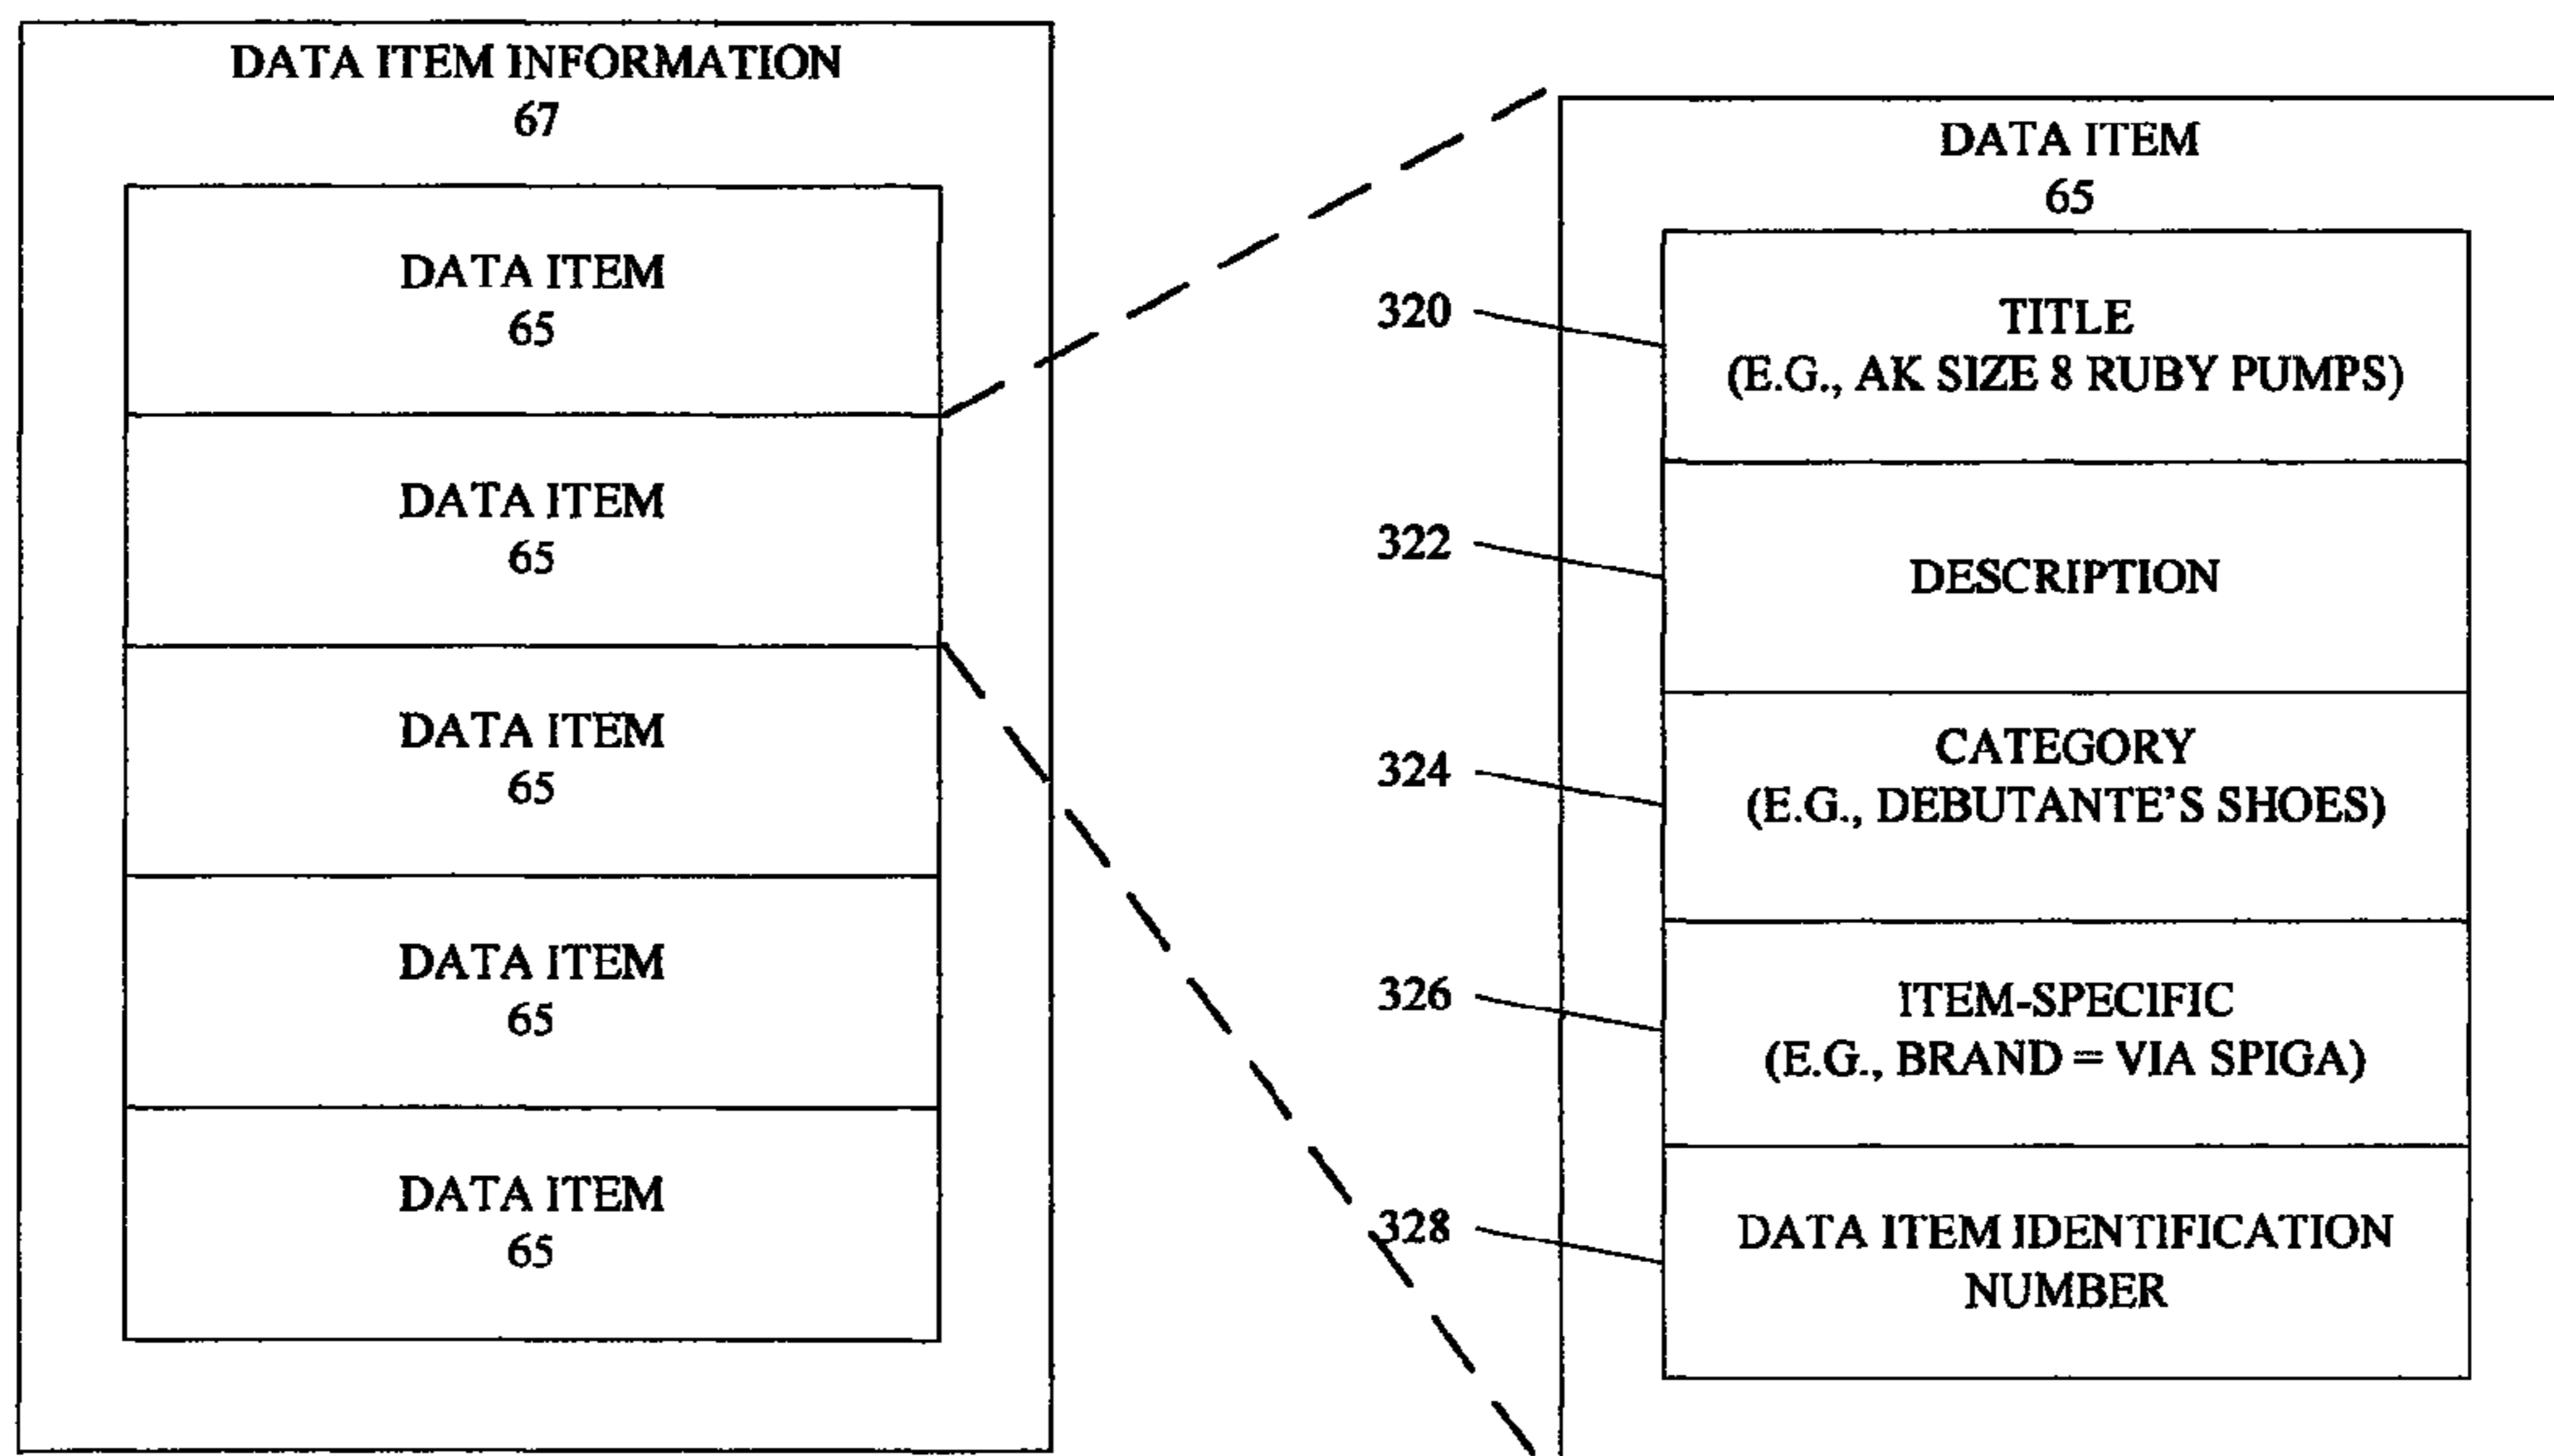 DATA ITEM INFORMATION
67
DATA ITEM
65
DATA ITEM
65
DATA ITEM
65
DATA ITEM
65
DATA ITEM
65
DATA ITEM
65
320
TITLE
(E.G., AK SIZE 8 RUBY PUMPS)
322
DESCRIPTION
324
CATEGORY
(E.G., DEBUTANTE'S SHOES)
326
ITEM-SPECIFIC
(E.G., BRAND = VIA SPIGA)
328
DATA ITEM IDENTIFICATION
NUMBER